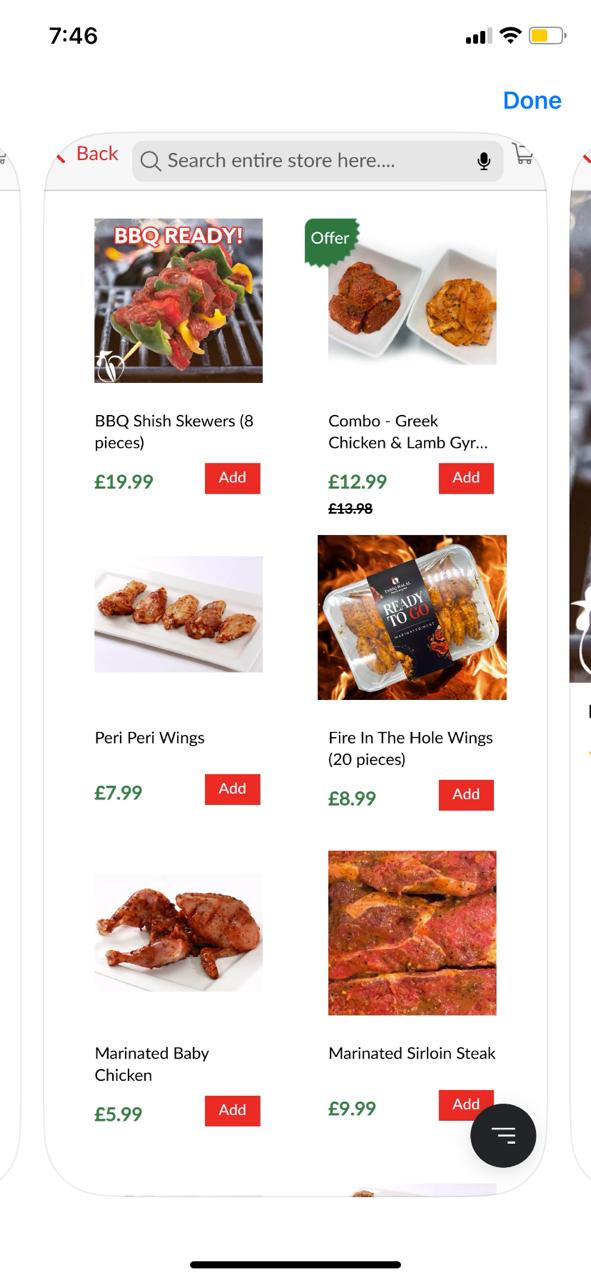 7:46
Done
Back
Search entire store here....
BBQ READY!
Offer
BBQ Shish Skewers (8
pieces)
£19.99
Add
Combo - Greek
Chicken & Lamb Gyr...
£12.99
Add
£13.98
READY
TO GO
MARINATED MEAT
Peri Peri Wings
£7.99
Add
Fire In The Hole Wings
(20 pieces)
£8.99
Add
Marinated Baby
Chicken
£5.99
Add
Marinated Sirloin Steak
£9.99
Add